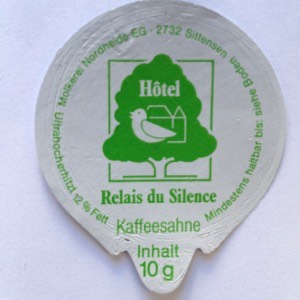 Molkerei Nordheide EG - 2732 Sittensen
Ultrahocherhitzt 12 % Fett
Mindestens haltbar bis: siehe Boden
Hôtel
Relais du Silence
Kaffeesahne
Inhalt
10 g